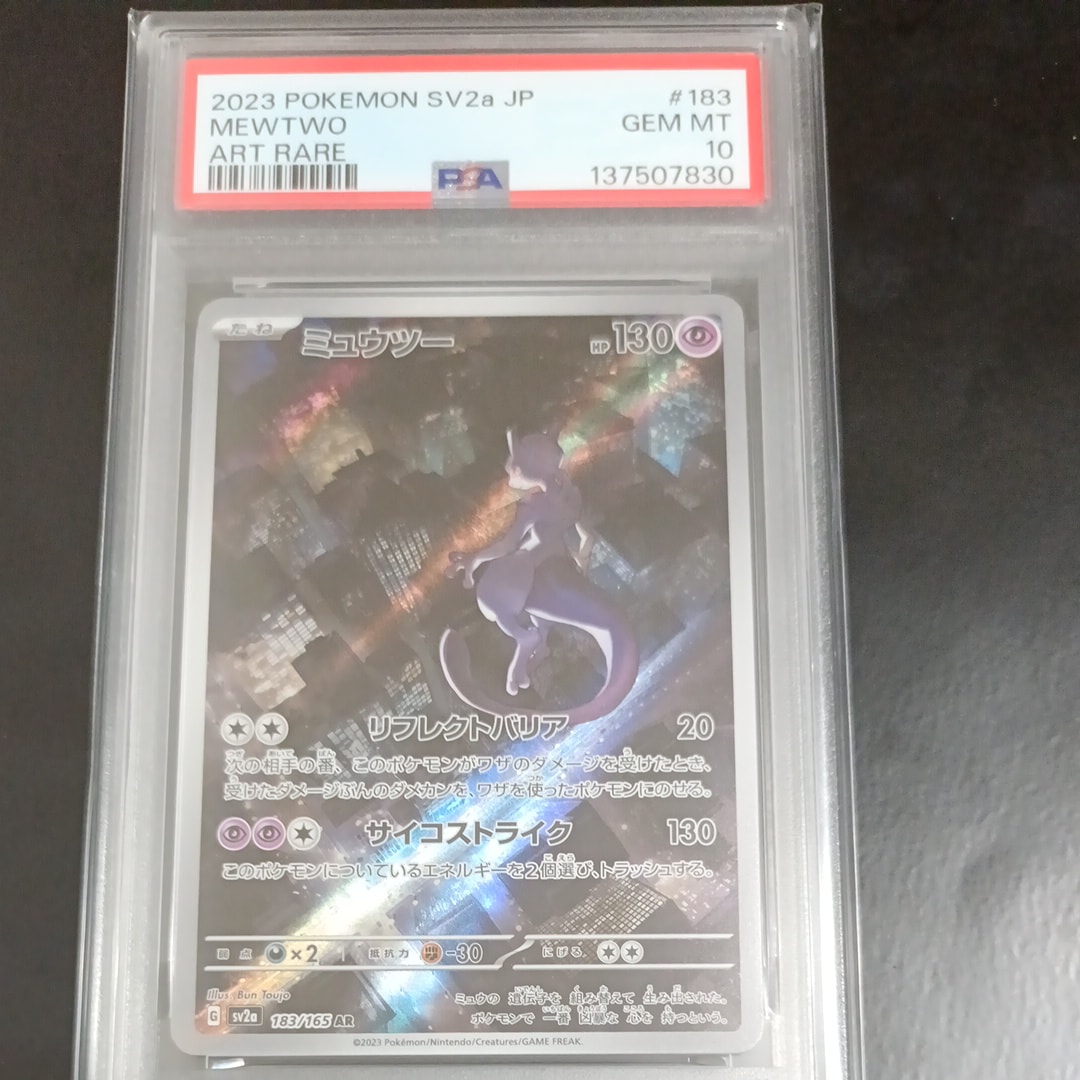 2023 POKEMON SV2a JP #183
MEWTWO GEM MT
ART RARE 10
PSA 137507830
たね ミュウツー HP130
リフレクトバリア 20
次の相手の番、このポケモンがワザのダメージを受けたとき、
受けたダメージぶんのダメカンを、ワザを使ったポケモンにのせる。
サイコストライク 130
このポケモンについているエネルギーを2個選び、トラッシュする。
弱点 ×2 抵抗力 -30 にげる
Illus. Bun Toujo
ミュウの 遺伝子を 組み替えて 生み出された。
G sv2a 183/165 AR
ポケモンで 一番 凶暴な 心を 持つという。
©2023 Pokémon/Nintendo/Creatures/GAME FREAK.